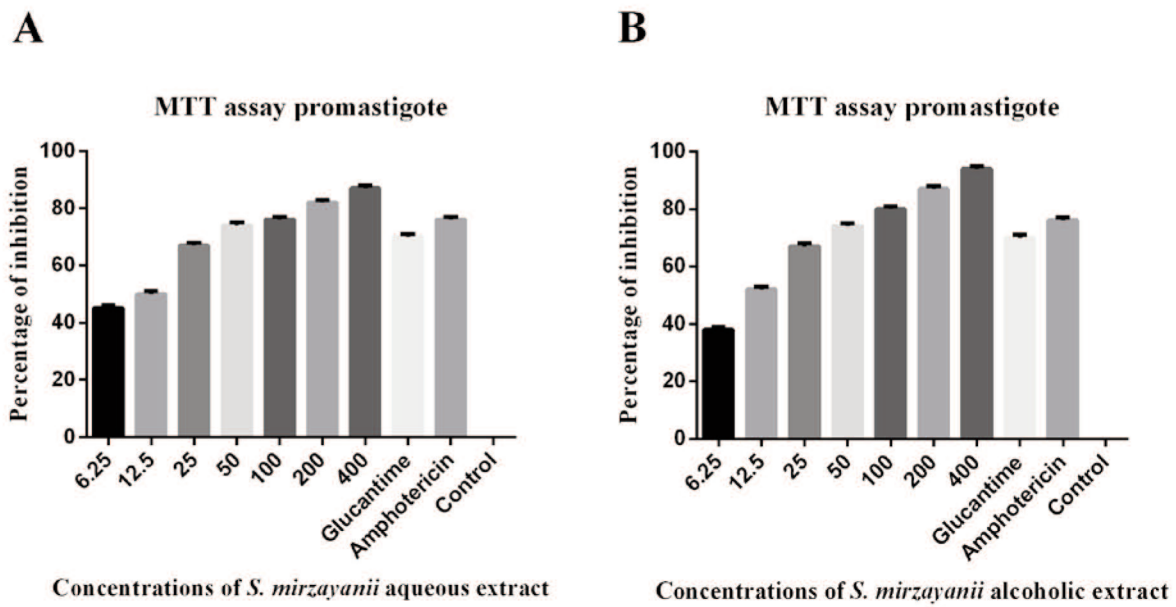 A
MTT assay promastigote
Percentage of inhibition
100
80
60
40
20
0
6.25
12.5
25
50
100
200
400
Glucantime
Amphotericin
Control
Concentrations of S. mirzayanii aqueous extract
B
MTT assay promastigote
Percentage of inhibition
100
80
60
40
20
0
6.25
12.5
25
50
100
200
400
Glucantime
Amphotericin
Control
Concentrations of S. mirzayanii alcoholic extract